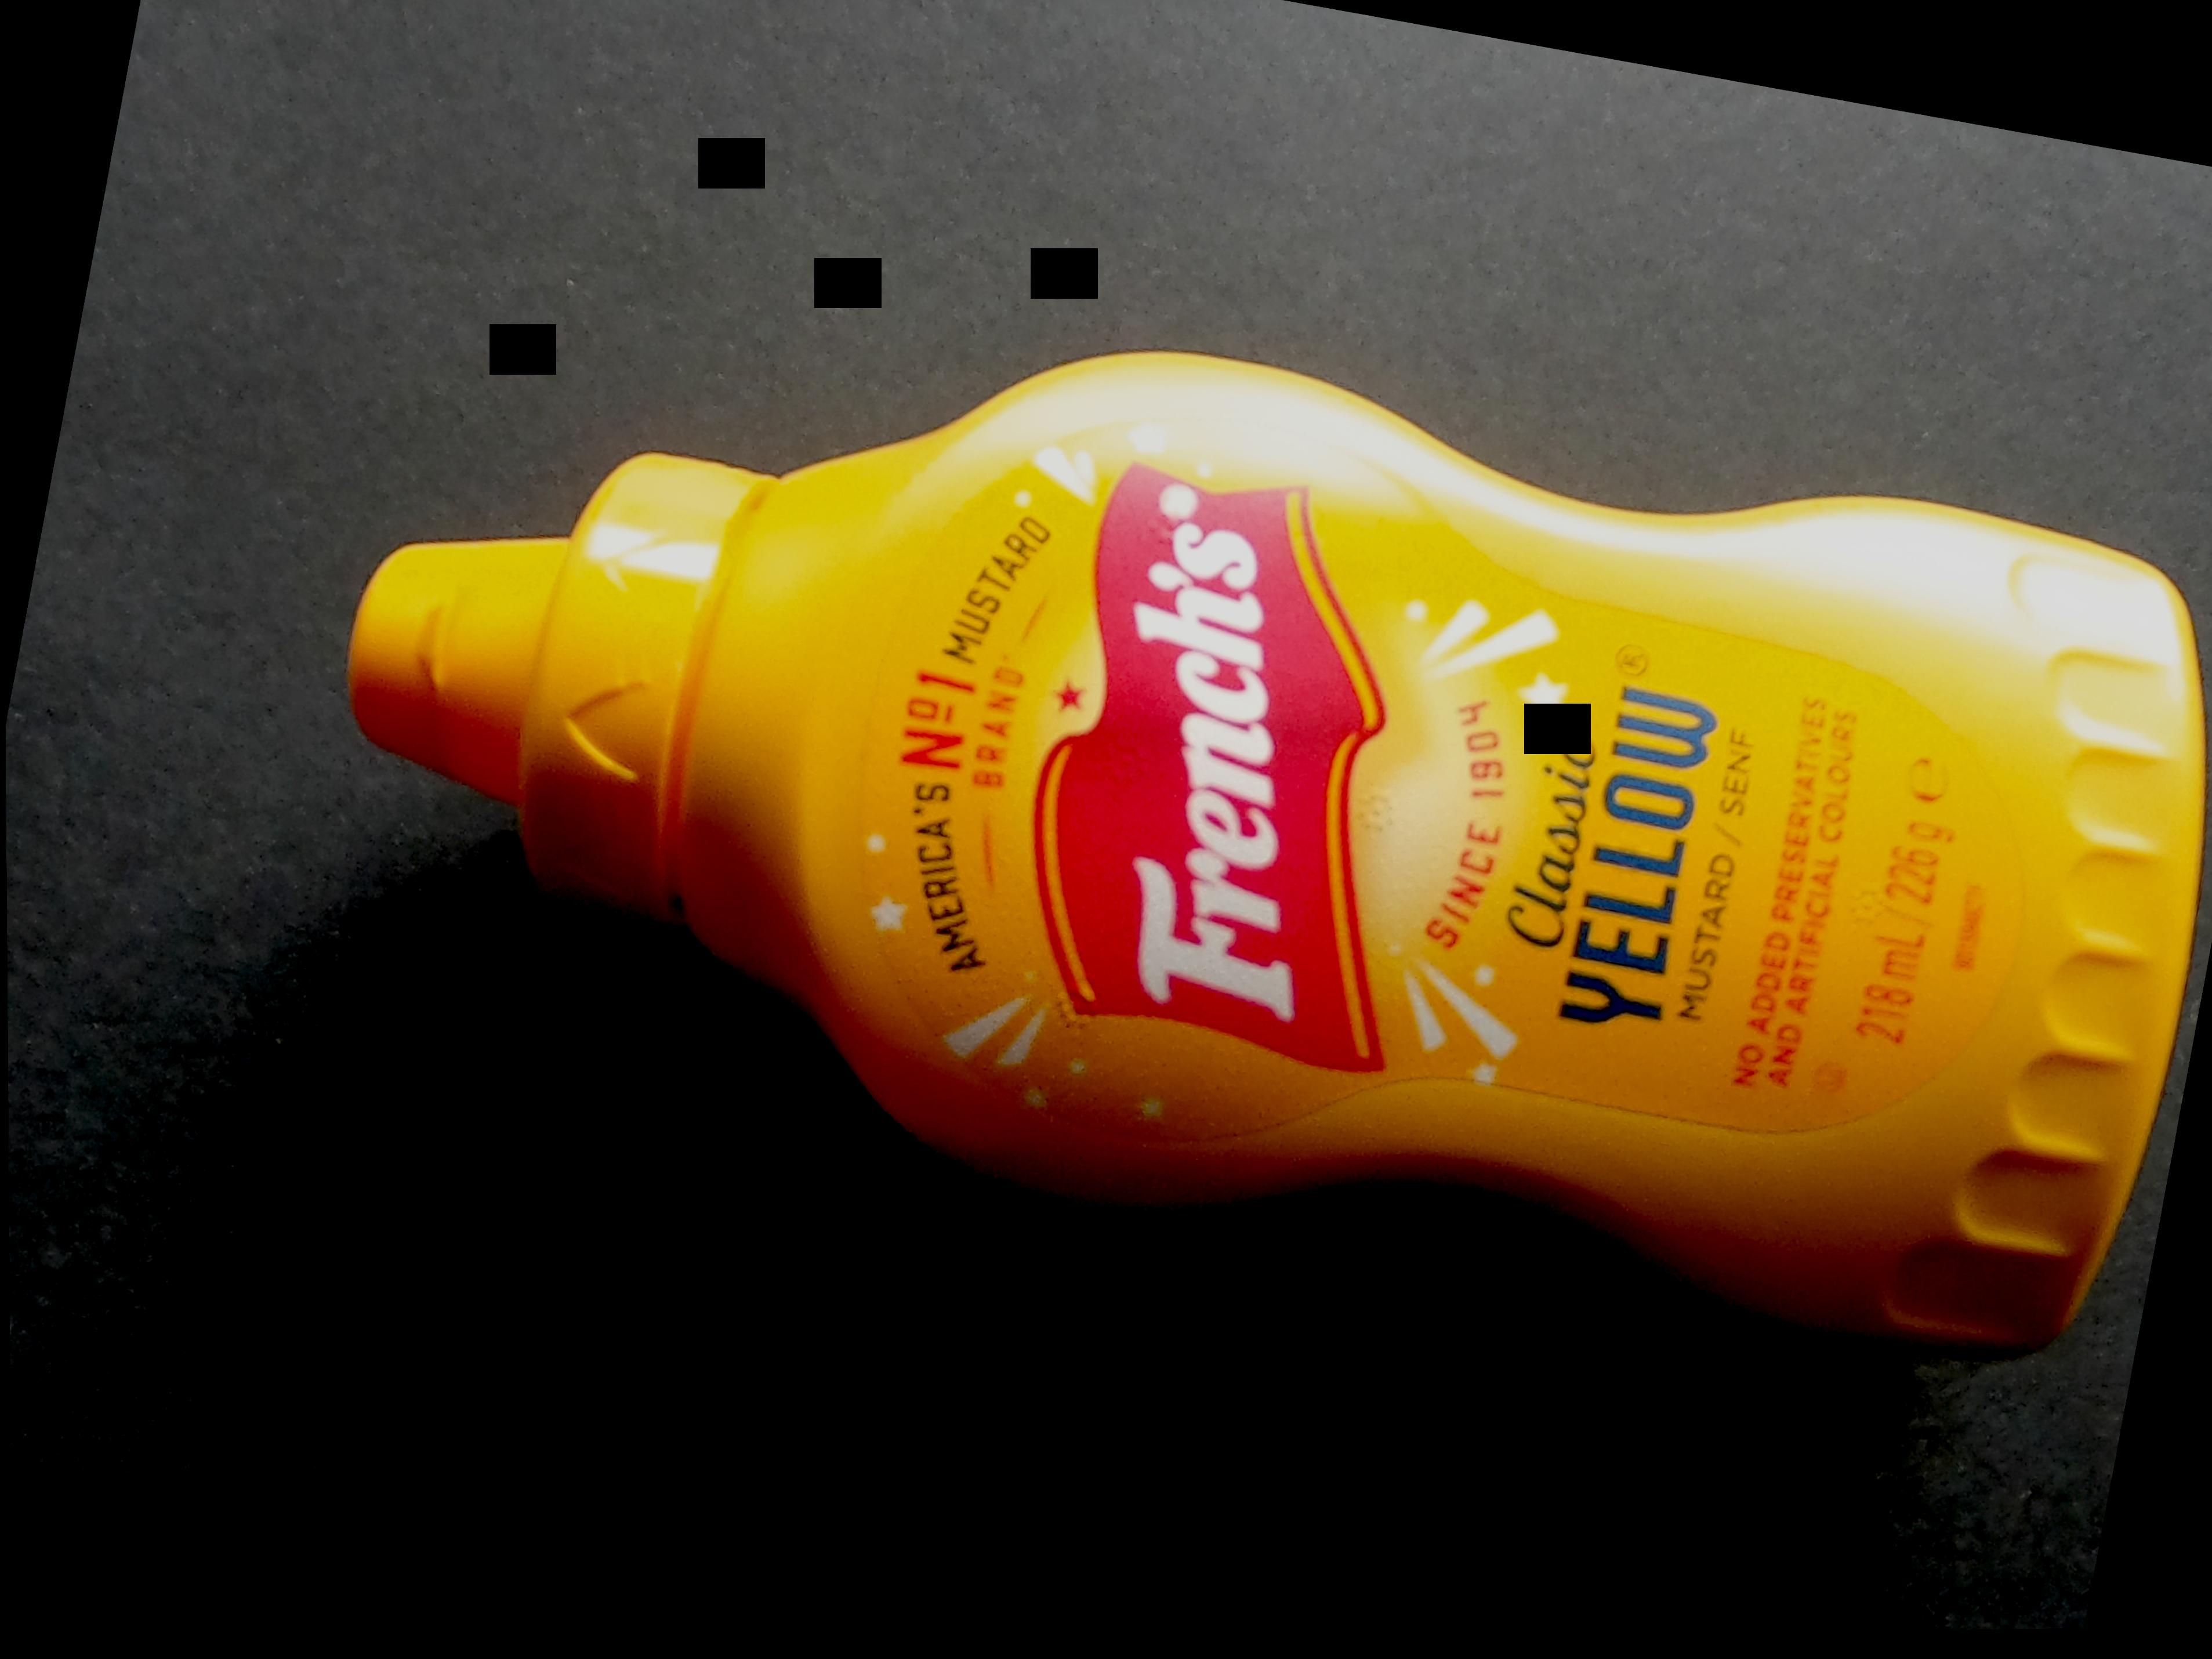 AMERICA'S Nº1 MUSTARD
BRAND
French's
SINCE 1904
Classic
YELLOW®
MUSTARD / SENF
NO ADDED PRESERVATIVES
AND ARTIFICIAL COLOURS
218 mL / 226 g ℮